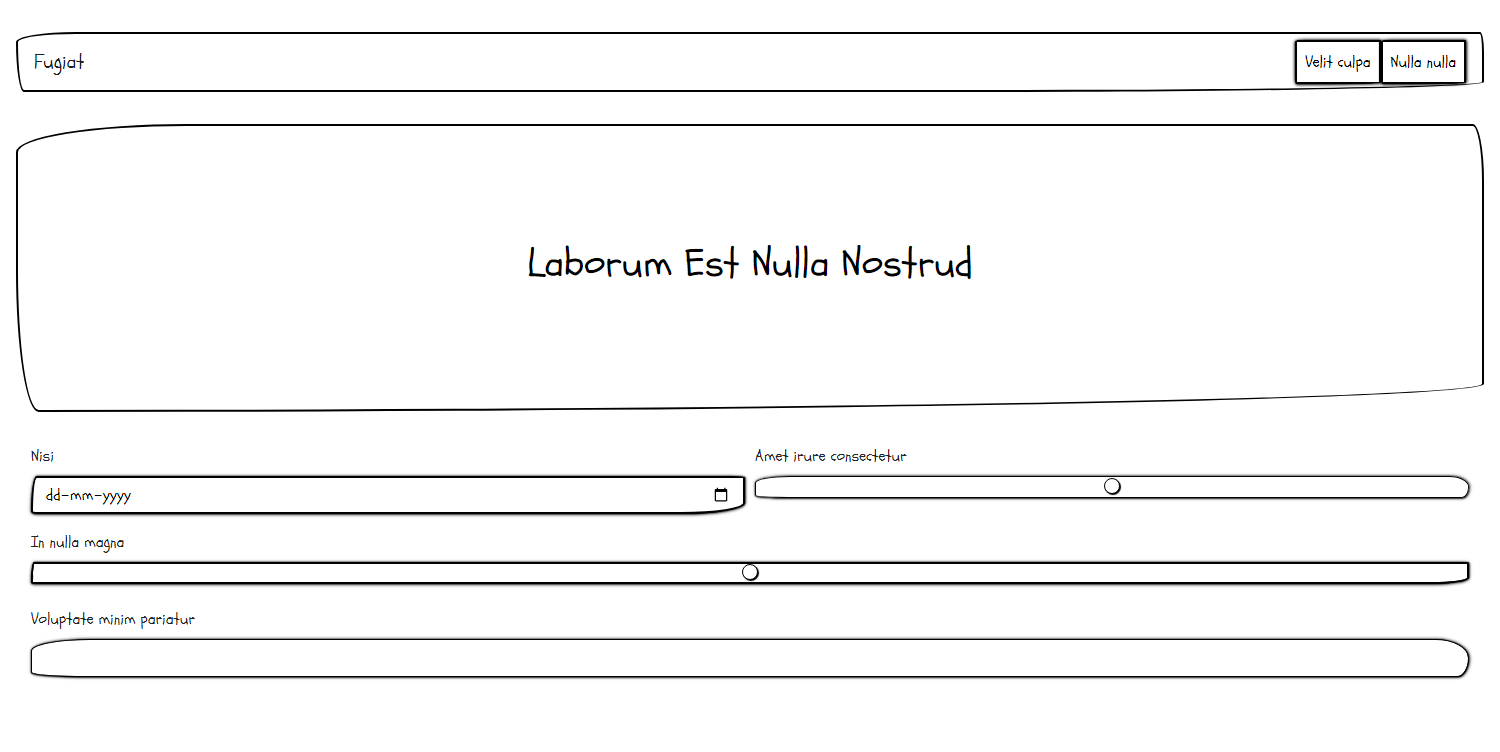 Fugiat
Velit culpa
Nulla nulla
Laborum Est Nulla Nostrud
Nisi
Amet irure consectetur
dd-mm-yyyy
In nulla magna
Voluptate minim pariatur